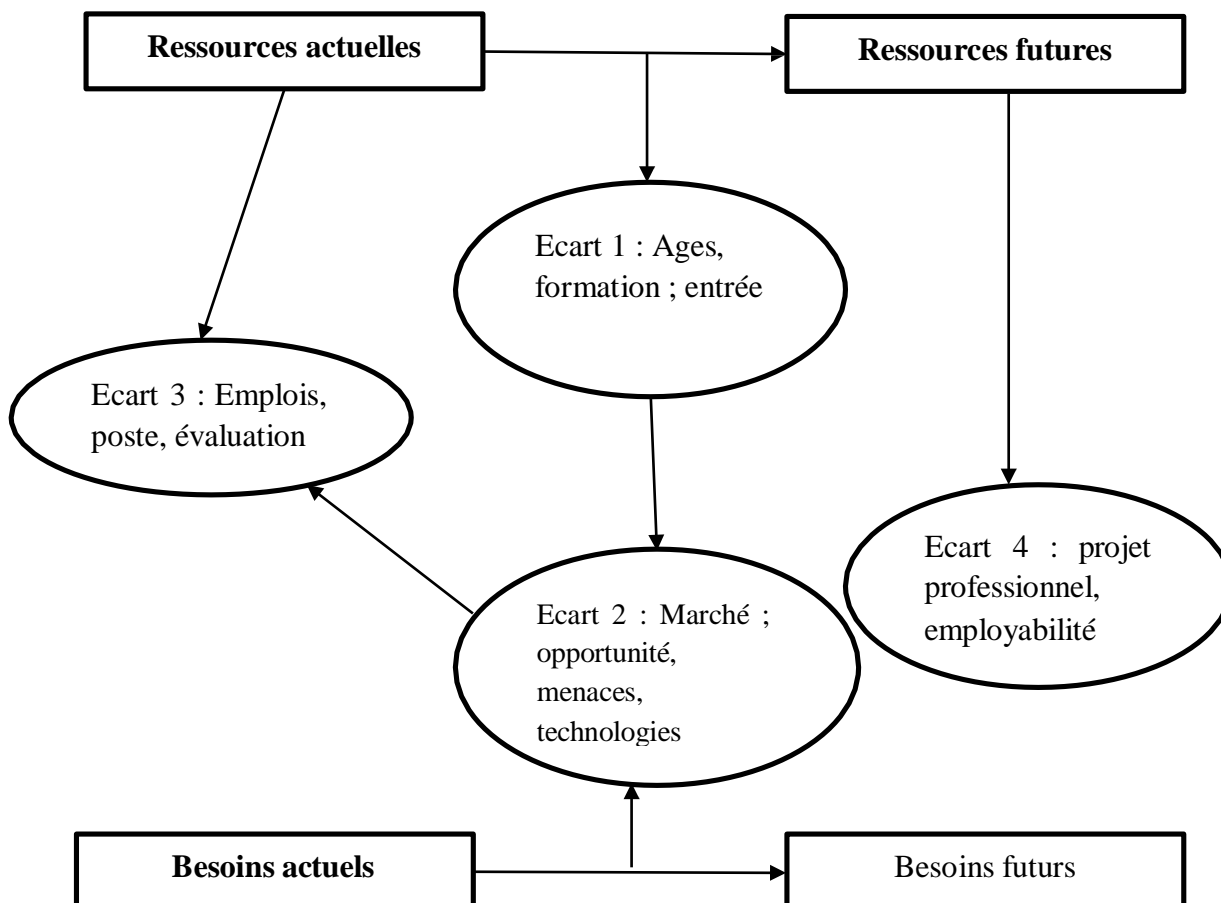 Ressources actuelles
Ressources futures
Ecart 1 : Ages,
formation ; entrée
Ecart 3 : Emplois,
poste, évaluation
Ecart 4 : projet
professionnel,
employabilité
Ecart 2 : Marché ;
opportunité,
menaces,
technologies
Besoins actuels
Besoins futurs